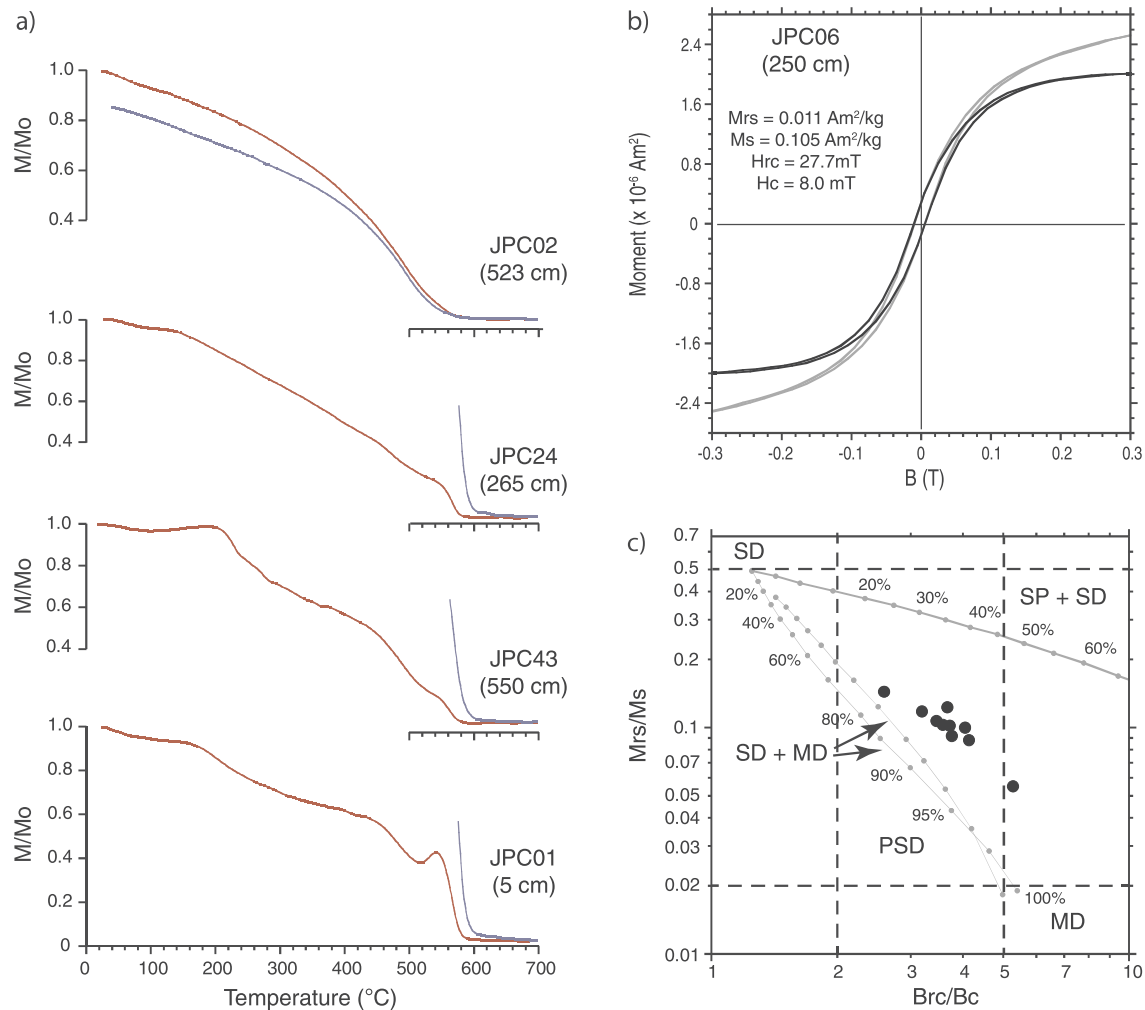 a)
1.0
0.8
0.6
0.4
M/Mo
JPC02
(523 cm)
1.0
0.8
0.6
0.4
M/Mo
JPC24
(265 cm)
1.0
0.8
0.6
0.4
M/Mo
JPC43
(550 cm)
1.0
0.8
0.6
0.4
0.2
0
M/Mo
JPC01
(5 cm)
0 100 200 300 400 500 600 700
Temperature (°C)
b)
JPC06
(250 cm)
Mrs = 0.011 Am²/kg
Ms = 0.105 Am²/kg
Hrc = 27.7mT
Hc = 8.0 mT
2.4
1.6
0.8
0
-0.8
-1.6
-2.4
Moment (x 10⁻⁶ Am²)
-0.3 -0.2 -0.1 0 0.1 0.2 0.3
B (T)
c)
0.7
0.5
0.4
0.3
0.2
0.1
0.07
0.05
0.04
0.03
0.02
0.01
Mrs/Ms
SD
SP + SD
20%
30%
40%
50%
60%
20%
40%
60%
80%
90%
95%
100%
SD + MD
PSD
MD
1 2 3 4 5 7 10
Brc/Bc